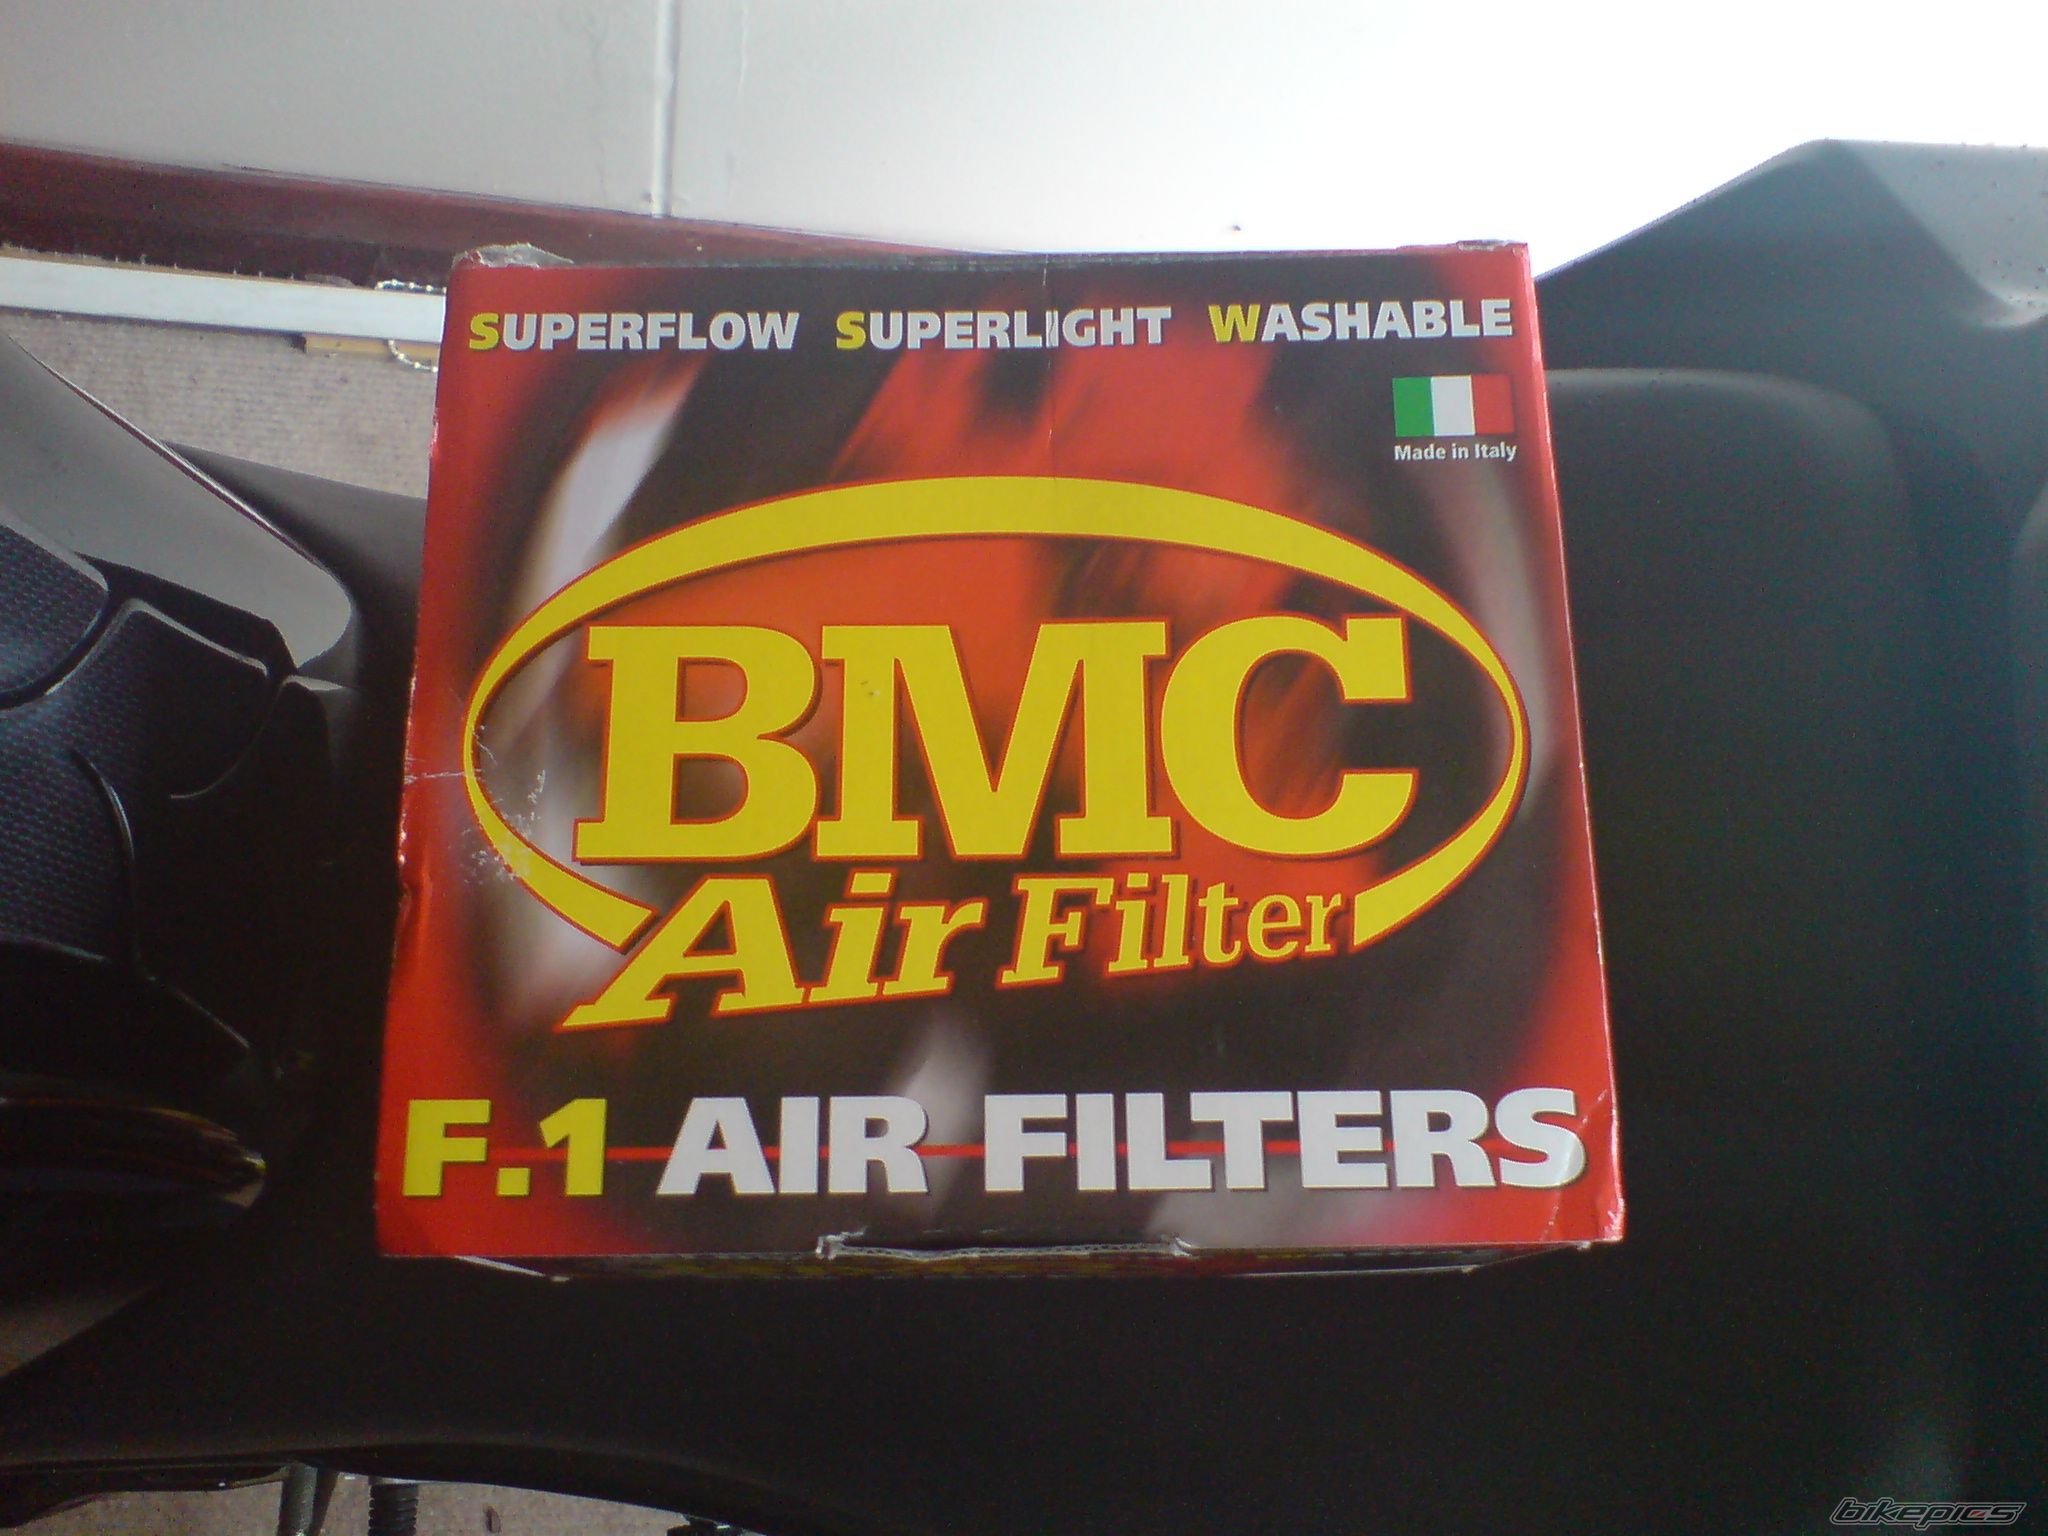 SUPERFLOW SUPERLIGHT WASHABLE
Made in Italy
BMC
Air Filter
F.1 AIR FILTERS
bikepics